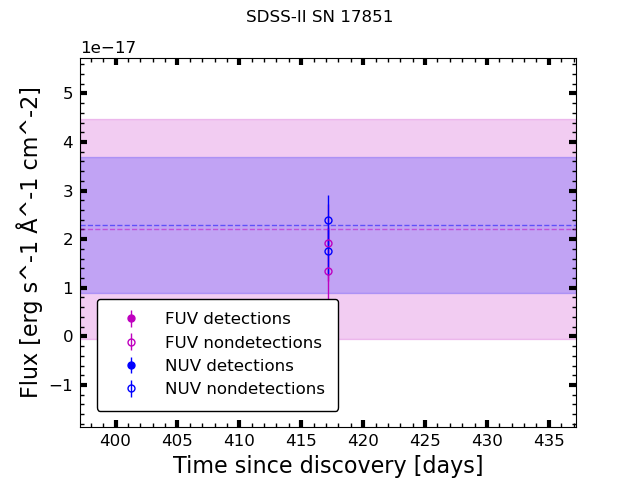 SDSS-II SN 17851
1e−17
5
4
3
2
1
0
−1
Flux [erg s^-1 Å^-1 cm^-2]
FUV detections
FUV nondetections
NUV detections
NUV nondetections
400 405 410 415 420 425 430 435
Time since discovery [days]